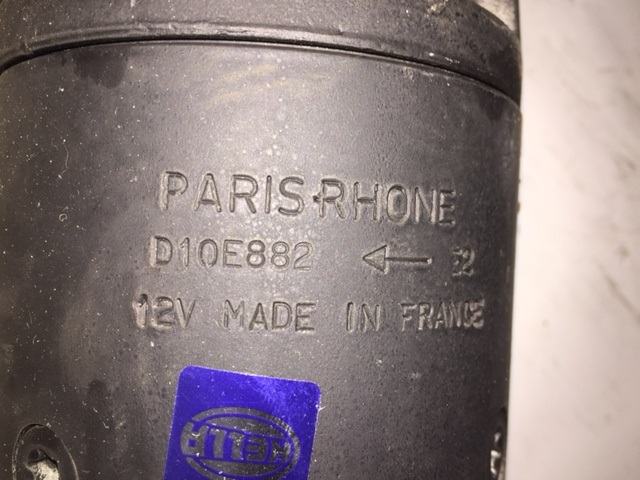 PARIS-RHONE
D10E882 ←
12V MADE IN FRANCE
HELLA